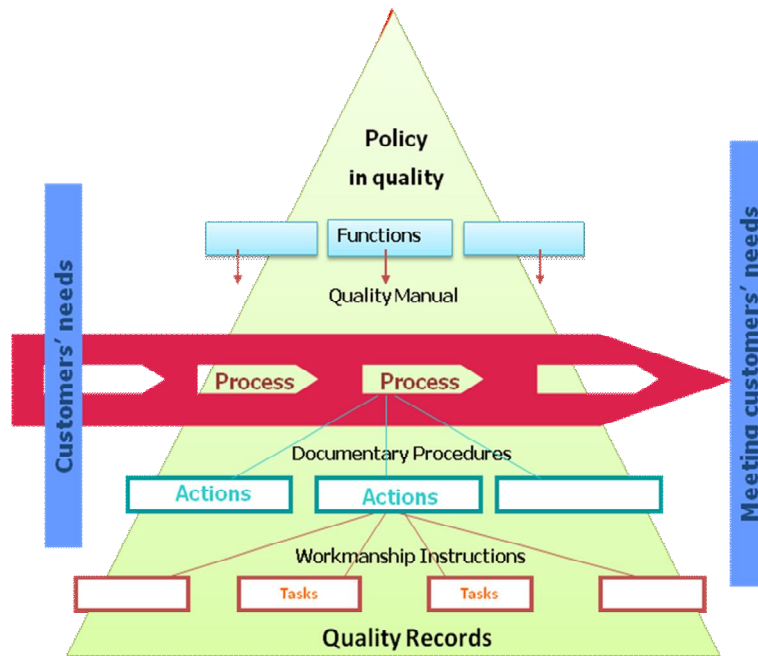 Policy
in quality
Functions
Quality Manual
Customers' needs
Process
Process
Meeting customers' needs
Documentary Procedures
Actions
Actions
Workmanship Instructions
Tasks
Tasks
Quality Records